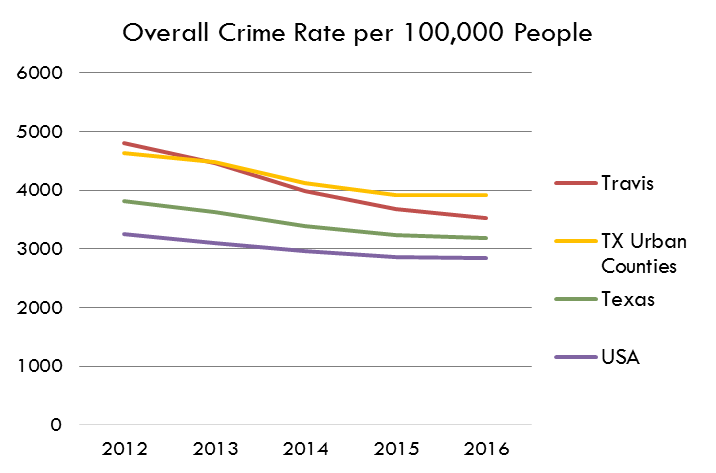 Overall Crime Rate per 100,000 People
6000
5000
4000
3000
2000
1000
0
2012 2013 2014 2015 2016
Travis
TX Urban
Counties
Texas
USA